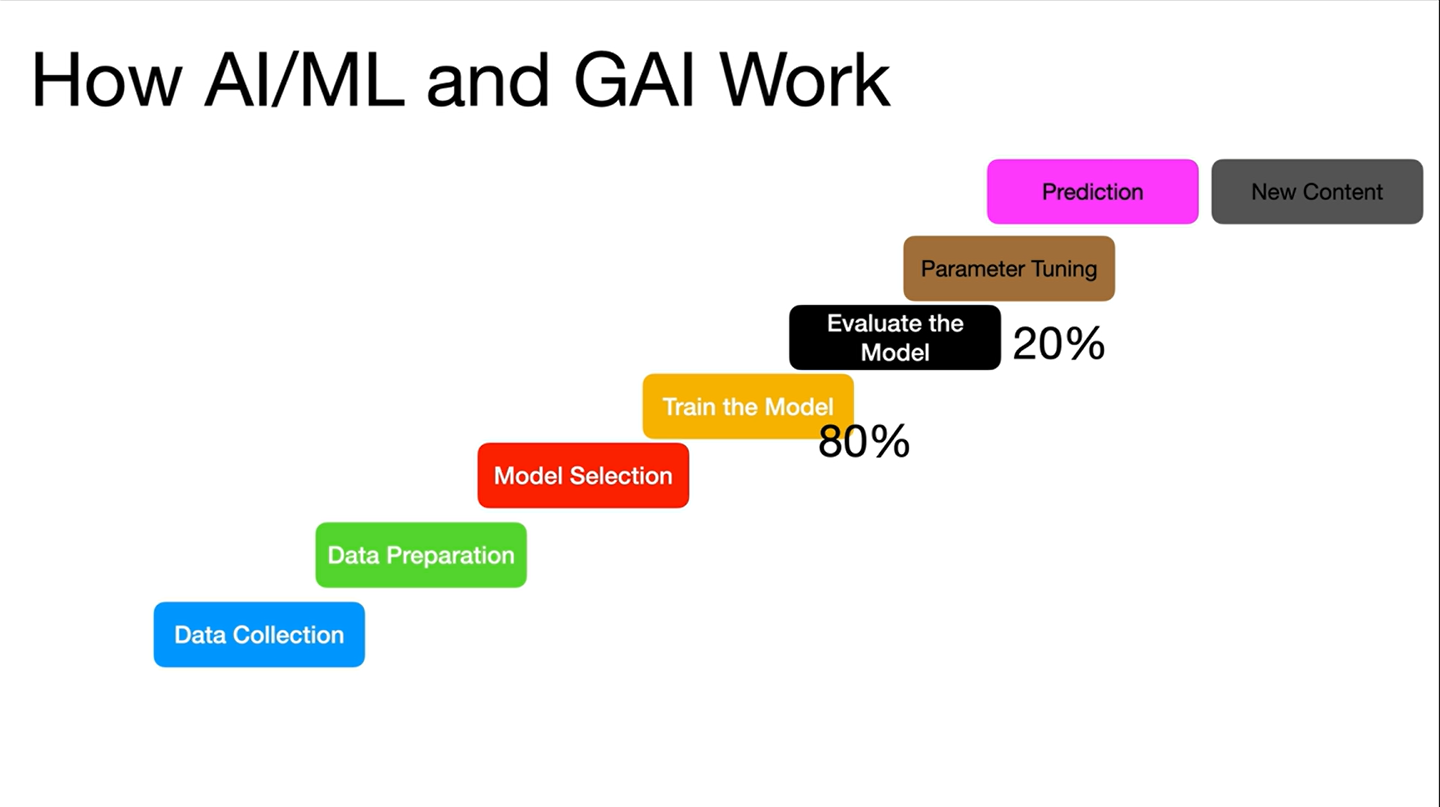 How AI/ML and GAI Work
Prediction
New Content
Parameter Tuning
Evaluate the
Model
20%
Train the Model
80%
Model Selection
Data Preparation
Data Collection